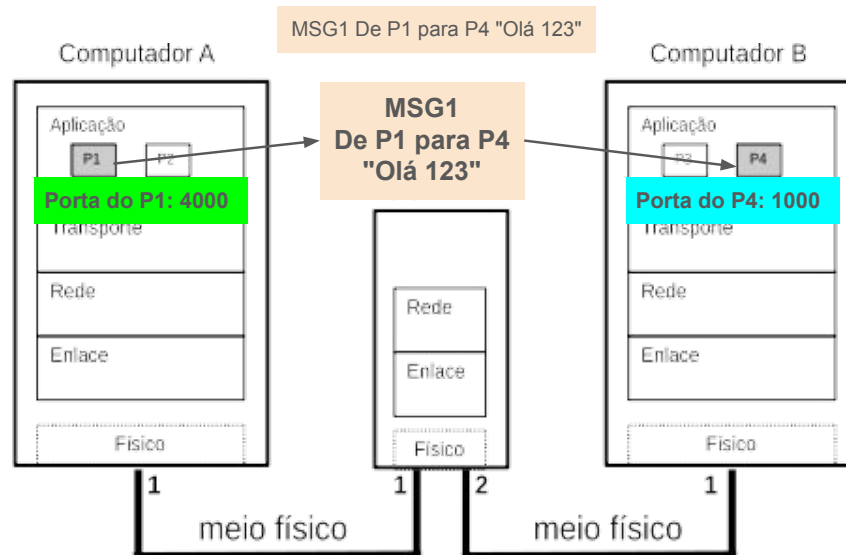 MSG1 De P1 para P4 "Olá 123"
Computador A
Computador B
MSG1
De P1 para P4
"Olá 123"
Aplicação
P1
P2
Porta do P1: 4000
Transporte
Rede
Enlace
Físico
1
Rede
Enlace
Físico
1
2
Aplicação
P3
P4
Porta do P4: 1000
Transporte
Rede
Enlace
Físico
1
meio físico
meio físico